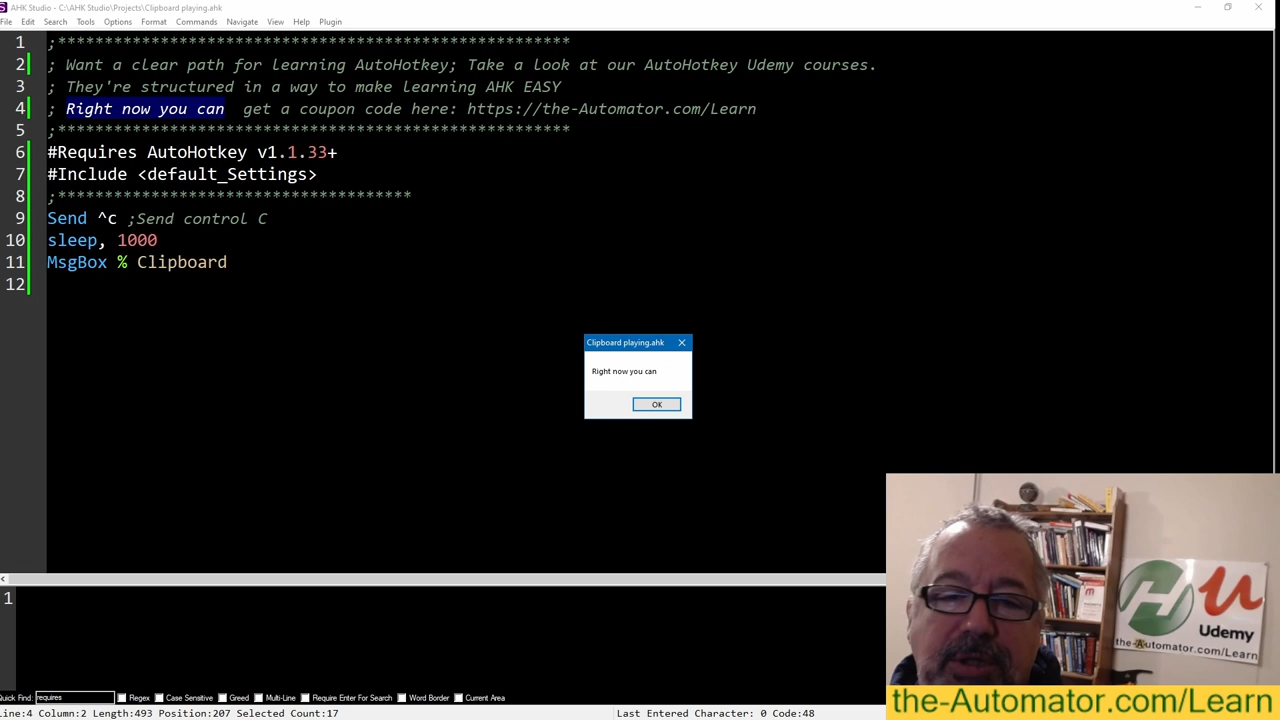 AHK Studio - C:\AHK Studio\Projects\Clipboard playing.ahk
File Edit Search Tools Options Format Commands Navigate View Help Plugin
1 ;********************************************************
2 ; Want a clear path for learning AutoHotkey; Take a look at our AutoHotkey Udemy courses.
3 ; They're structured in a way to make learning AHK EASY
4 ; Right now you can  get a coupon code here: https://the-Automator.com/Learn
5 ;********************************************************
6 #Requires AutoHotkey v1.1.33+
7 #Include <default_Settings>
8 ;***************************************
9 Send ^c ;Send control C
10 sleep, 1000
11 MsgBox % Clipboard
12
Clipboard playing.ahk
Right now you can
OK
1
Udemy
the-Automator.com/Learn
the-Automator.com/Learn
Quick Find: requires Regex Case Sensitive Greed Multi-Line Require Enter For Search Word Border Current Area
Line:4 Column:2 Length:493 Position:207 Selected Count:17 Last Entered Character: 0 Code:48